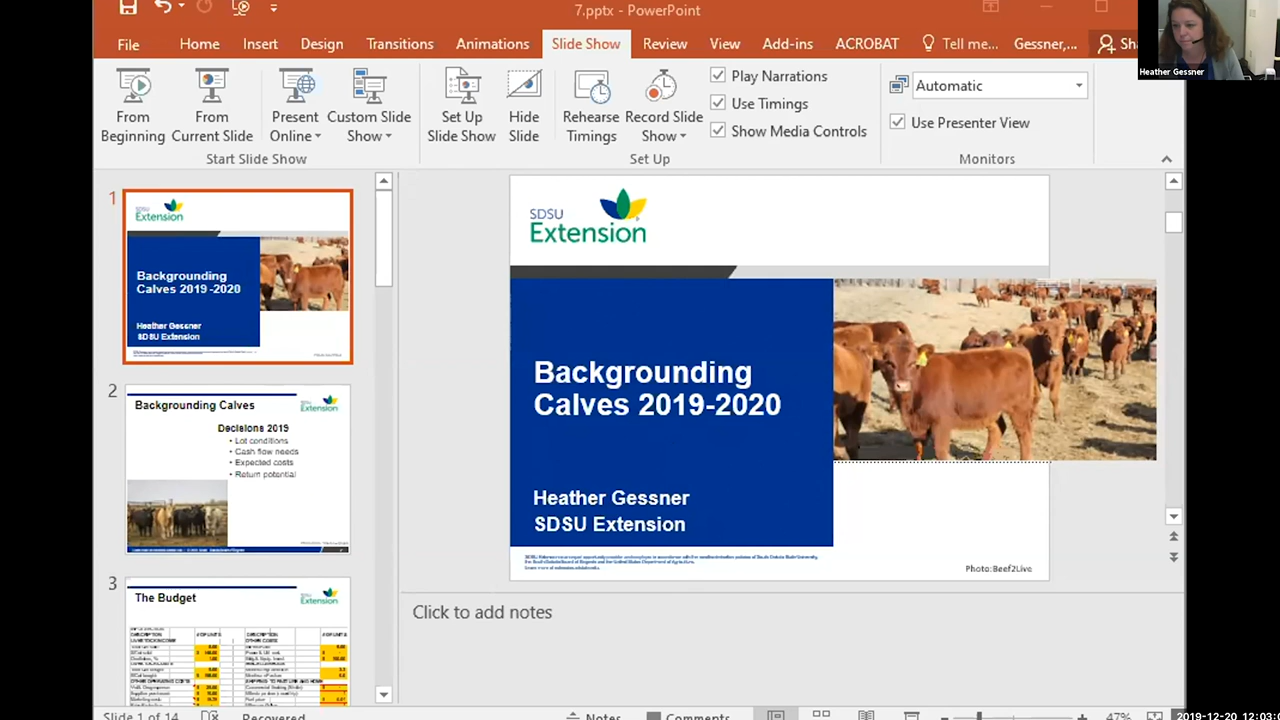 7.pptx - PowerPoint
File Home Insert Design Transitions Animations Slide Show Review View Add-ins ACROBAT Tell me... Gessner,...
Heather Gessner
From Beginning
From Current Slide
Present Online
Custom Slide Show
Set Up Slide Show
Hide Slide
Rehearse Timings
Record Slide Show
Play Narrations
Use Timings
Show Media Controls
Automatic
Use Presenter View
Start Slide Show
Set Up
Monitors
1
SDSU
Extension
Backgrounding
Calves 2019 -2020
Heather Gessner
SDSU Extension
2
Backgrounding Calves
Extension
Decisions 2019
• Lot conditions
• Cash flow needs
• Expected costs
• Return potential
3
The Budget
Extension
SDSU
Extension
Backgrounding
Calves 2019-2020
Heather Gessner
SDSU Extension
Photo:Beef2Live
Click to add notes
Slide 1 of 14
Recovered
Notes
Comments
47%